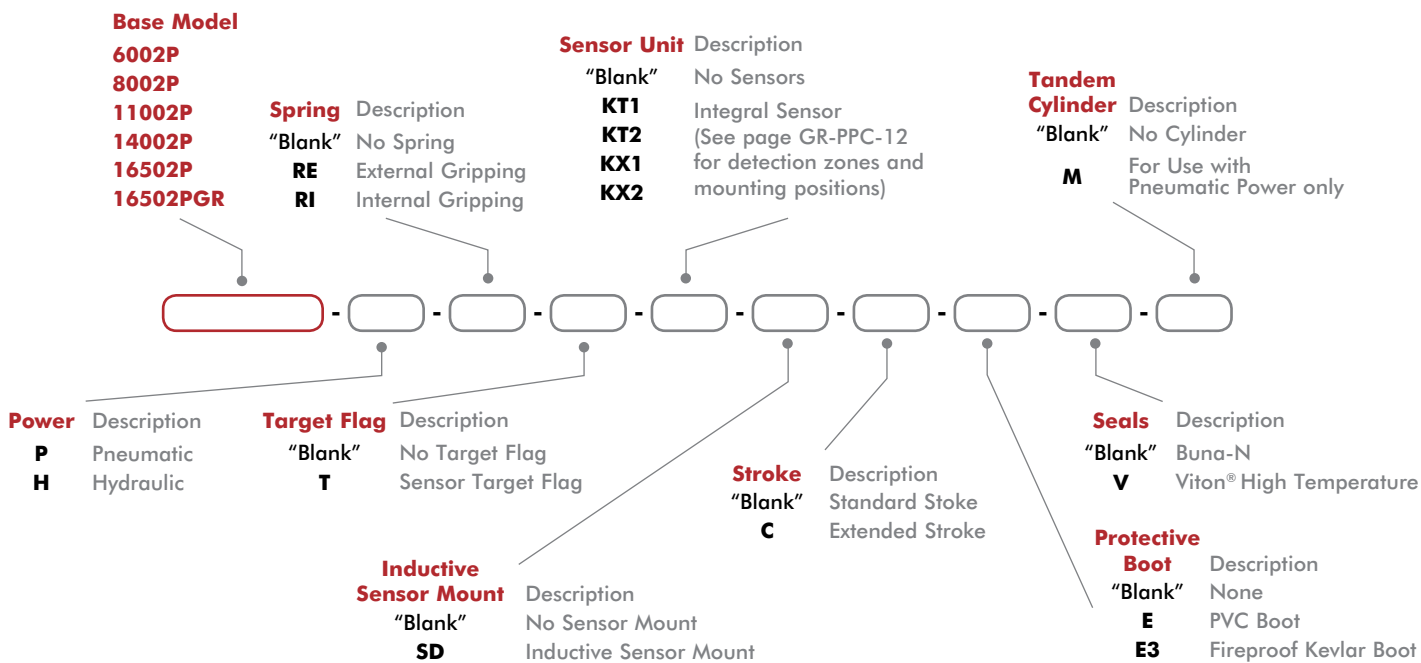 Base Model
6002P
8002P
11002P
14002P
16502P
16502PGR
Spring Description
“Blank” No Spring
RE External Gripping
RI Internal Gripping
Sensor Unit Description
“Blank” No Sensors
KT1 Integral Sensor
KT2 (See page GR-PPC-12
KX1 for detection zones and
KX2 mounting positions)
Tandem
Cylinder Description
“Blank” No Cylinder
M For Use with
Pneumatic Power only
- - - - - - - - -
Power Description
P Pneumatic
H Hydraulic
Target Flag Description
“Blank” No Target Flag
T Sensor Target Flag
Inductive
Sensor Mount Description
“Blank” No Sensor Mount
SD Inductive Sensor Mount
Stroke Description
“Blank” Standard Stoke
C Extended Stroke
Seals Description
“Blank” Buna-N
V Viton® High Temperature
Protective
Boot Description
“Blank” None
E PVC Boot
E3 Fireproof Kevlar Boot